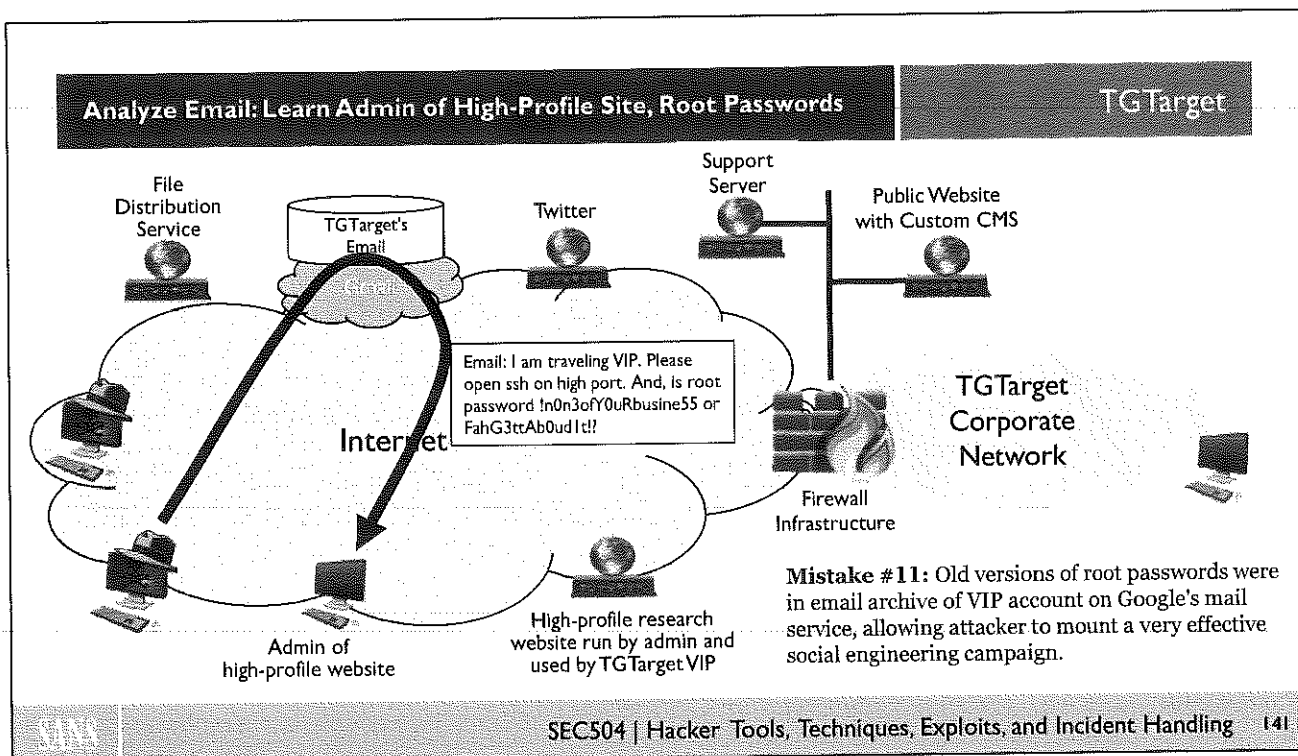 Analyze Email: Learn Admin of High-Profile Site, Root Passwords
TGTarget
File
Distribution
Service
TGTarget's
Email
Gmail
Twitter
Support
Server
Public Website
with Custom CMS
Email: I am traveling VIP. Please
open ssh on high port. And, is root
password !n0n3ofY0uRbusine55 or
FahG3ttAb0ud1t!?
Internet
TGTarget
Corporate
Network
Firewall
Infrastructure
Admin of
high-profile website
High-profile research
website run by admin and
used by TGTarget VIP
Mistake #11: Old versions of root passwords were
in email archive of VIP account on Google's mail
service, allowing attacker to mount a very effective
social engineering campaign.
SANS
SEC504 | Hacker Tools, Techniques, Exploits, and Incident Handling 141